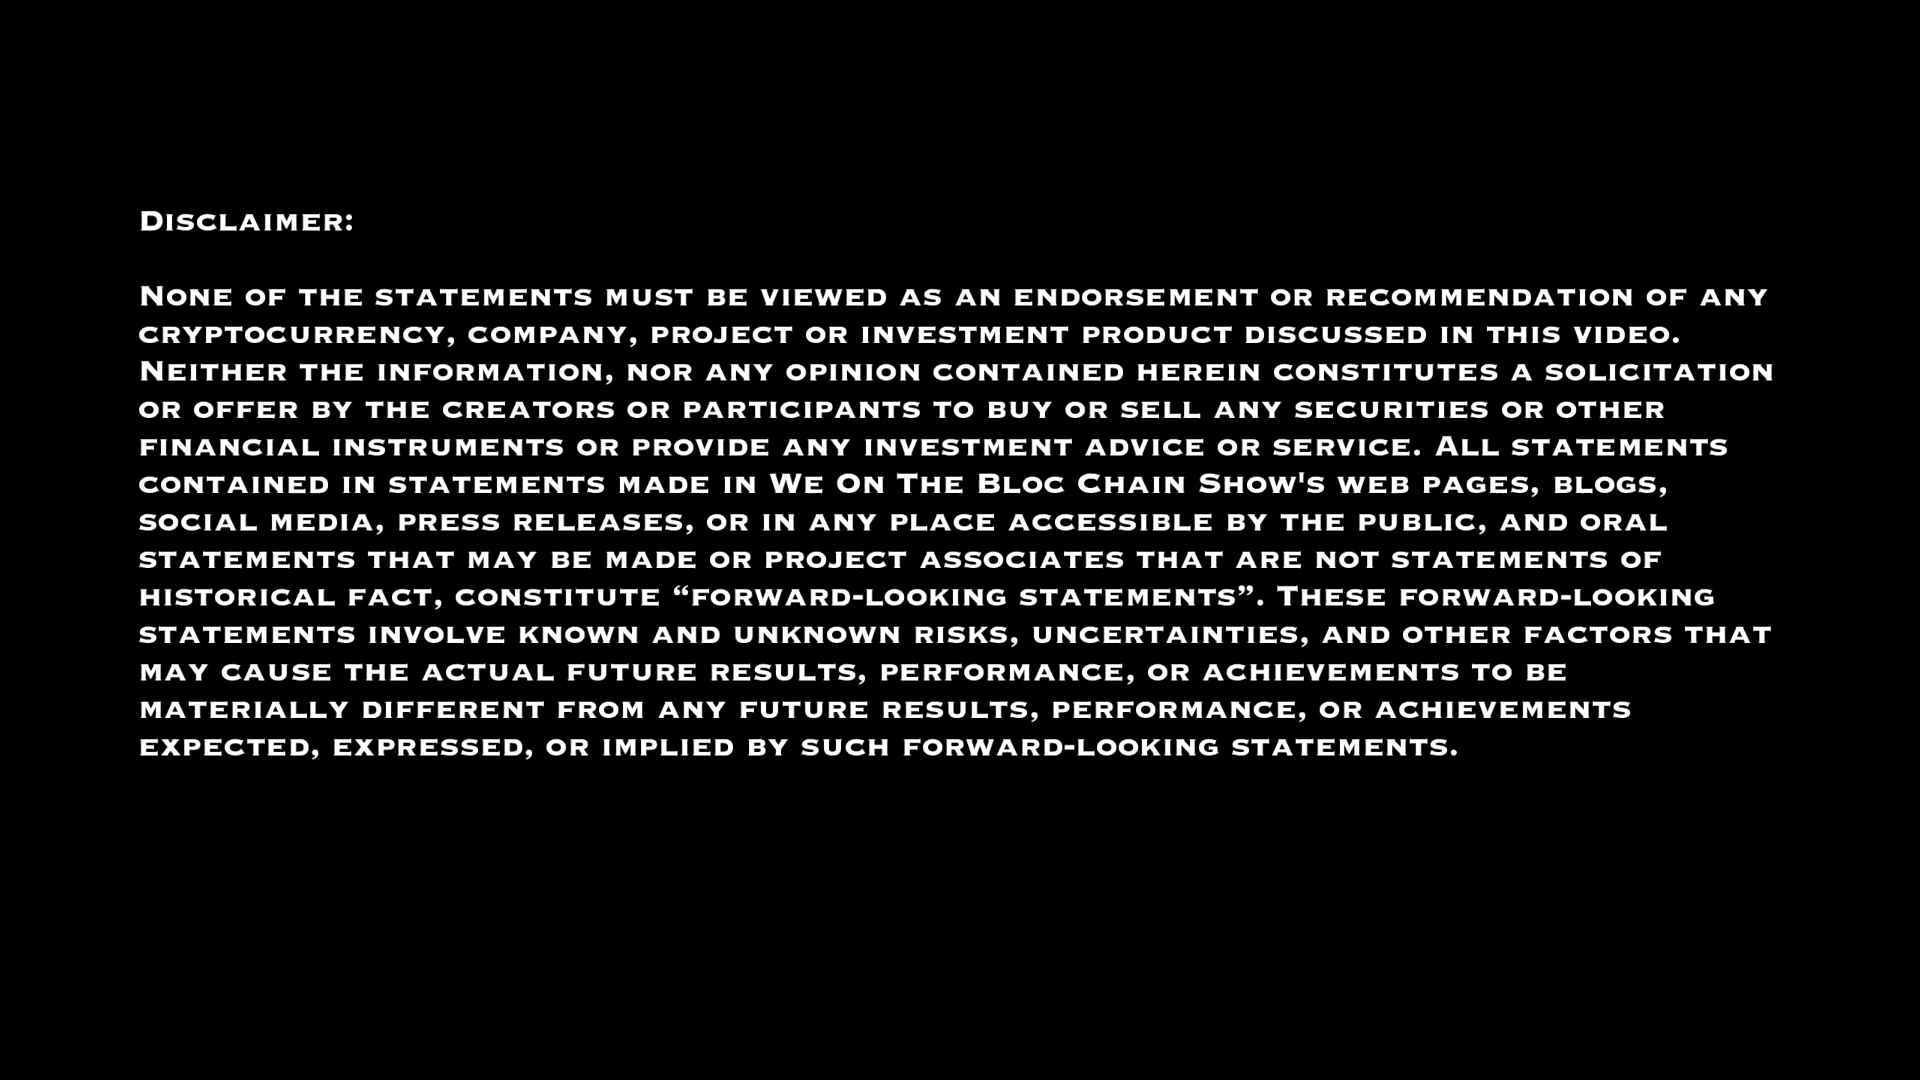 Disclaimer:
None of the statements must be viewed as an endorsement or recommendation of any
cryptocurrency, company, project or investment product discussed in this video.
Neither the information, nor any opinion contained herein constitutes a solicitation
or offer by the creators or participants to buy or sell any securities or other
financial instruments or provide any investment advice or service. All statements
contained in statements made in We On The Bloc Chain Show's web pages, blogs,
social media, press releases, or in any place accessible by the public, and oral
statements that may be made or project associates that are not statements of
historical fact, constitute “forward-looking statements”. These forward-looking
statements involve known and unknown risks, uncertainties, and other factors that
may cause the actual future results, performance, or achievements to be
materially different from any future results, performance, or achievements
expected, expressed, or implied by such forward-looking statements.